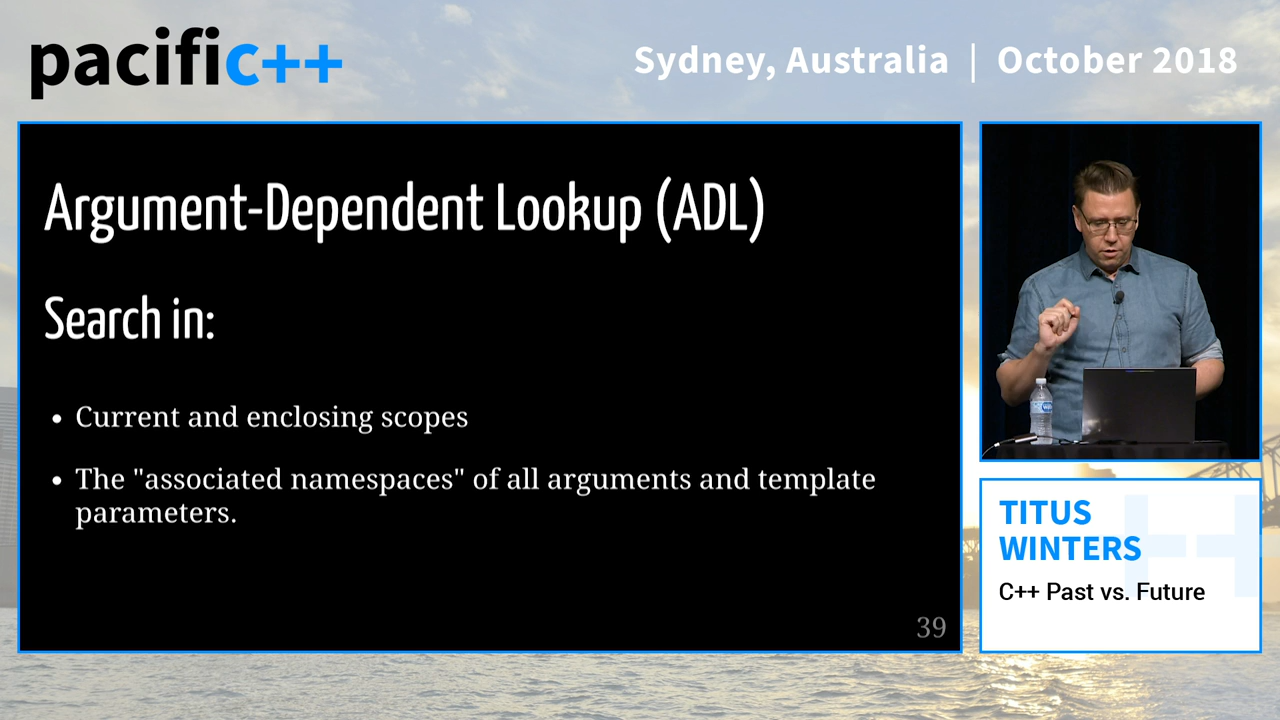 pacific++
Sydney, Australia | October 2018
Argument-Dependent Lookup (ADL)
Search in:
• Current and enclosing scopes
• The "associated namespaces" of all arguments and template
parameters.
39
TITUS
WINTERS
C++ Past vs. Future